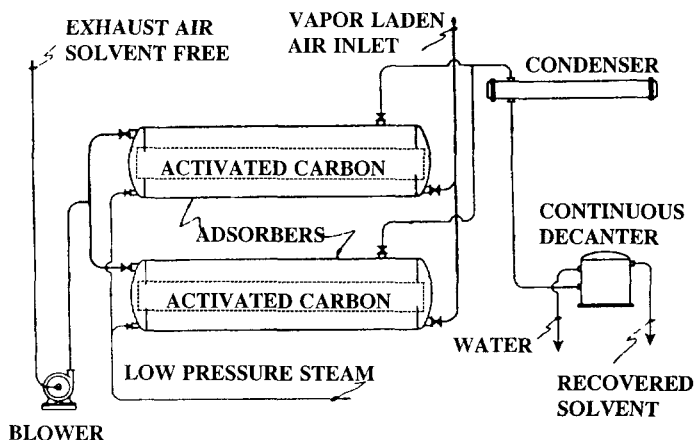 EXHAUST AIR
SOLVENT FREE
VAPOR LADEN
AIR INLET
CONDENSER
ACTIVATED CARBON
ADSORBERS
CONTINUOUS
DECANTER
ACTIVATED CARBON
WATER
LOW PRESSURE STEAM
RECOVERED
SOLVENT
BLOWER